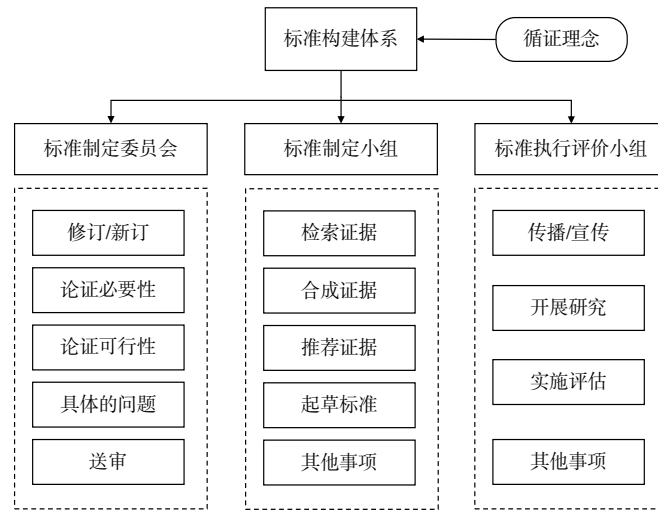 标准构建体系
循证理念
标准制定委员会
标准制定小组
标准执行评价小组
修订/新订
论证必要性
论证可行性
具体的问题
送审
检索证据
合成证据
推荐证据
起草标准
其他事项
传播/宣传
开展研究
实施评估
其他事项